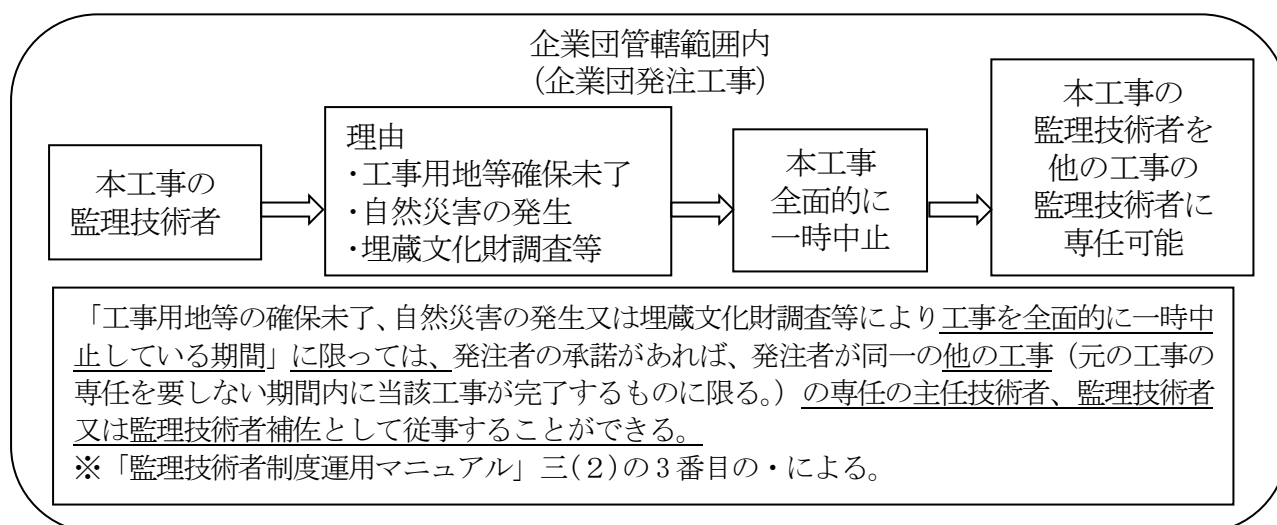 企業団管轄範囲内
(企業団発注工事)
本工事の
監理技術者
理由
・工事用地等確保未了
・自然災害の発生
・埋蔵文化財調査等
本工事
全面的に
一時中止
本工事の
監理技術者を
他の工事の
監理技術者に
専任可能
「工事用地等の確保未了、自然災害の発生又は埋蔵文化財調査等により工事を全面的に一時中
止している期間」に限っては、発注者の承諾があれば、発注者が同一の他の工事（元の工事の
専任を要しない期間内に当該工事が完了するものに限る。）の専任の主任技術者、監理技術者
又は監理技術者補佐として従事することができる。
※「監理技術者制度運用マニュアル」三(2)の3番目の・による。